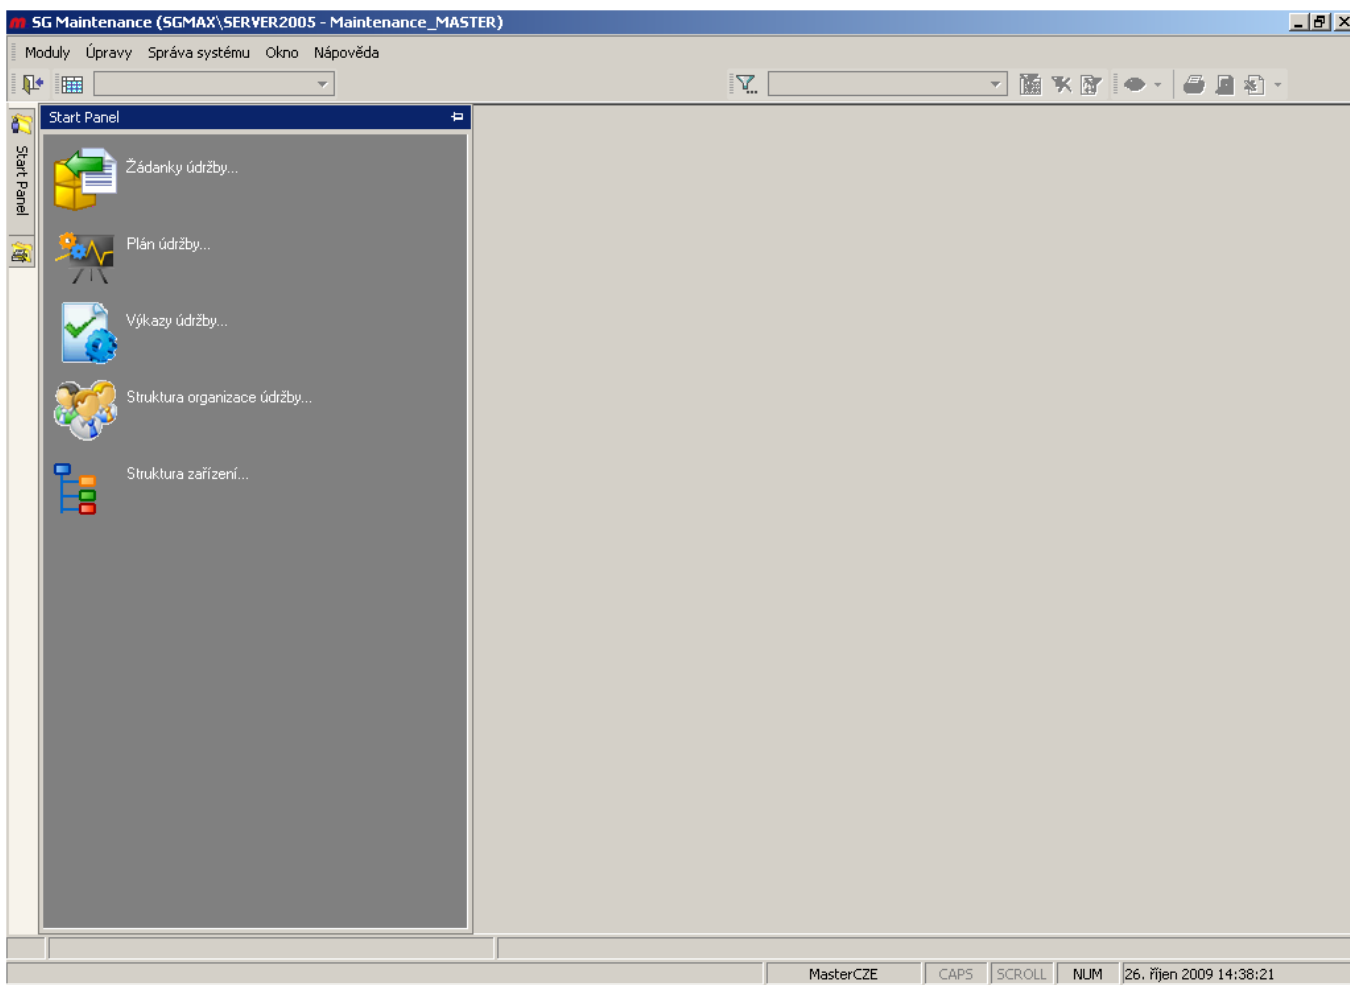 m SG Maintenance (SGMAX\SERVER2005 - Maintenance_MASTER)
Moduly Úpravy Správa systému Okno Nápověda
Start Panel
Start Panel
Žádanky údržby...
Plán údržby...
Výkazy údržby...
Struktura organizace údržby...
Struktura zařízení...
MasterCZE CAPS SCROLL NUM 26. říjen 2009 14:38:21